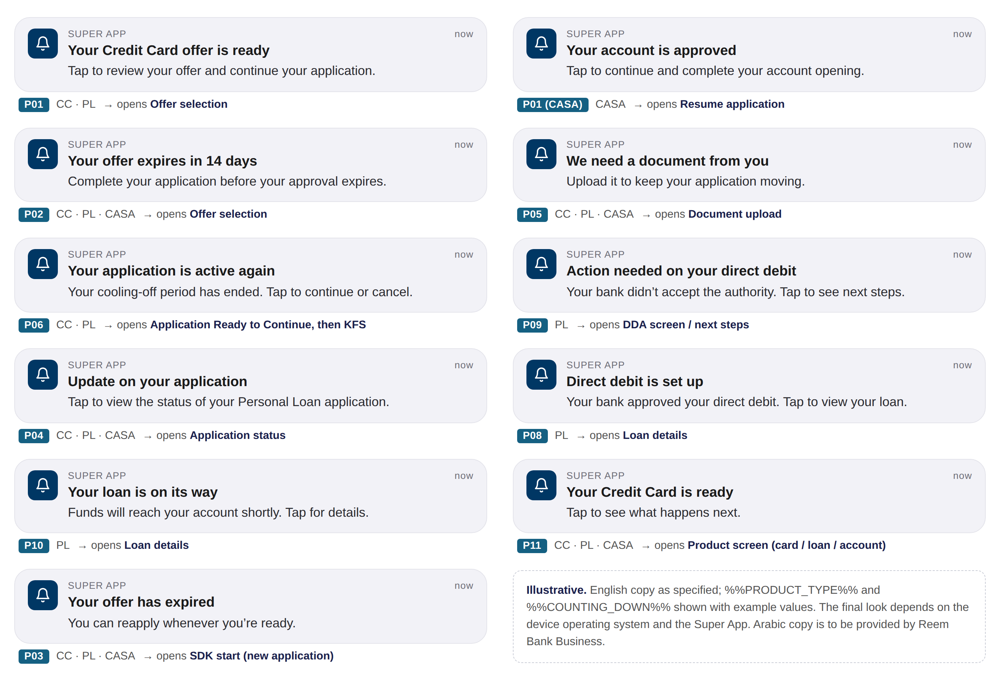 SUPER APP now
Your Credit Card offer is ready
Tap to review your offer and continue your application.
P01 CC · PL → opens Offer selection
SUPER APP now
Your account is approved
Tap to continue and complete your account opening.
P01 (CASA) CASA → opens Resume application
SUPER APP now
Your offer expires in 14 days
Complete your application before your approval expires.
P02 CC · PL · CASA → opens Offer selection
SUPER APP now
We need a document from you
Upload it to keep your application moving.
P05 CC · PL · CASA → opens Document upload
SUPER APP now
Your application is active again
Your cooling-off period has ended. Tap to continue or cancel.
P06 CC · PL → opens Application Ready to Continue, then KFS
SUPER APP now
Action needed on your direct debit
Your bank didn’t accept the authority. Tap to see next steps.
P09 PL → opens DDA screen / next steps
SUPER APP now
Update on your application
Tap to view the status of your Personal Loan application.
P04 CC · PL · CASA → opens Application status
SUPER APP now
Direct debit is set up
Your bank approved your direct debit. Tap to view your loan.
P08 PL → opens Loan details
SUPER APP now
Your loan is on its way
Funds will reach your account shortly. Tap for details.
P10 PL → opens Loan details
SUPER APP now
Your Credit Card is ready
Tap to see what happens next.
P11 CC · PL · CASA → opens Product screen (card / loan / account)
SUPER APP now
Your offer has expired
You can reapply whenever you’re ready.
P03 CC · PL · CASA → opens SDK start (new application)
Illustrative. English copy as specified; %%PRODUCT_TYPE%% and
%%COUNTING_DOWN%% shown with example values. The final look depends on the
device operating system and the Super App. Arabic copy is to be provided by Reem
Bank Business.